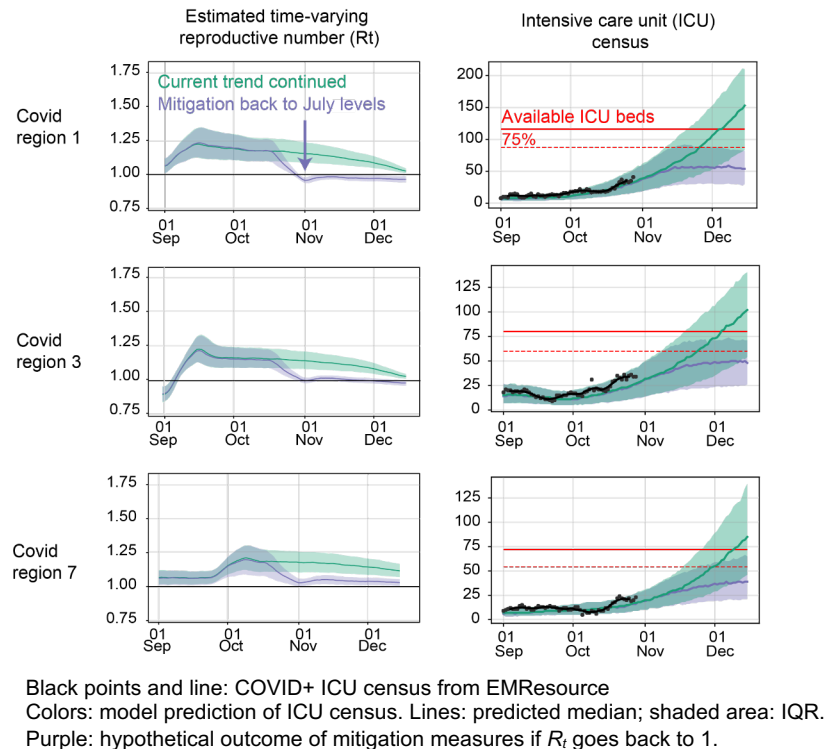 Estimated time-varying
reproductive number (Rt)
Intensive care unit (ICU)
census
Covid
region 1
1.75
1.50
1.25
1.00
0.75
Current trend continued
Mitigation back to July levels
01
Sep
01
Oct
01
Nov
01
Dec
200
150
100
50
0
Available ICU beds
75%
01
Sep
01
Oct
01
Nov
01
Dec
Covid
region 3
1.75
1.50
1.25
1.00
0.75
01
Sep
01
Oct
01
Nov
01
Dec
125
100
75
50
25
0
01
Sep
01
Oct
01
Nov
01
Dec
Covid
region 7
1.75
1.50
1.25
1.00
0.75
01
Sep
01
Oct
01
Nov
01
Dec
125
100
75
50
25
0
01
Sep
01
Oct
01
Nov
01
Dec
Black points and line: COVID+ ICU census from EMResource
Colors: model prediction of ICU census. Lines: predicted median; shaded area: IQR.
Purple: hypothetical outcome of mitigation measures if Rt goes back to 1.